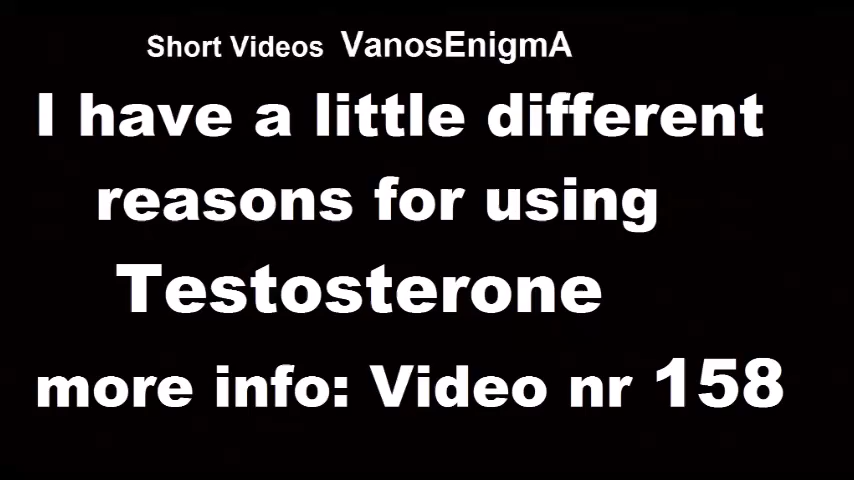 Short Videos VanosEnigmA
I have a little different
reasons for using
Testosterone
more info: Video nr 158